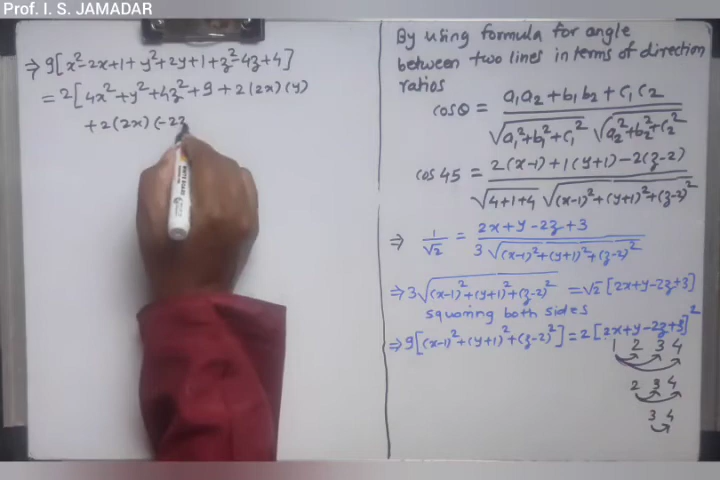 Prof. I. S. JAMADAR
⇒ 9[x²-2x+1+y²+2y+1+z²-4z+4]
= 2[4x²+y²+4z²+9+2(2x)(y)
+2(2x)(-2z
By using formula for angle
between two lines in terms of direction
ratios
cosθ = (a₁a₂+b₁b₂+c₁c₂)/(√(a₁²+b₁²+c₁²) √(a₂²+b₂²+c₂²))
cos 45 = (2(x-1)+1(y+1)-2(z-2))/(√(4+1+4) √((x-1)²+(y+1)²+(z-2)²))
⇒ 1/√2 = (2x+y-2z+3)/(3√((x-1)²+(y+1)²+(z-2)²))
⇒ 3√((x-1)²+(y+1)²+(z-2)²) = √2 [2x+y-2z+3]
squaring both sides
⇒ 9[(x-1)²+(y+1)²+(z-2)²] = 2[2x+y-2z+3]²
1 2 3 4
2 3 4
3 4